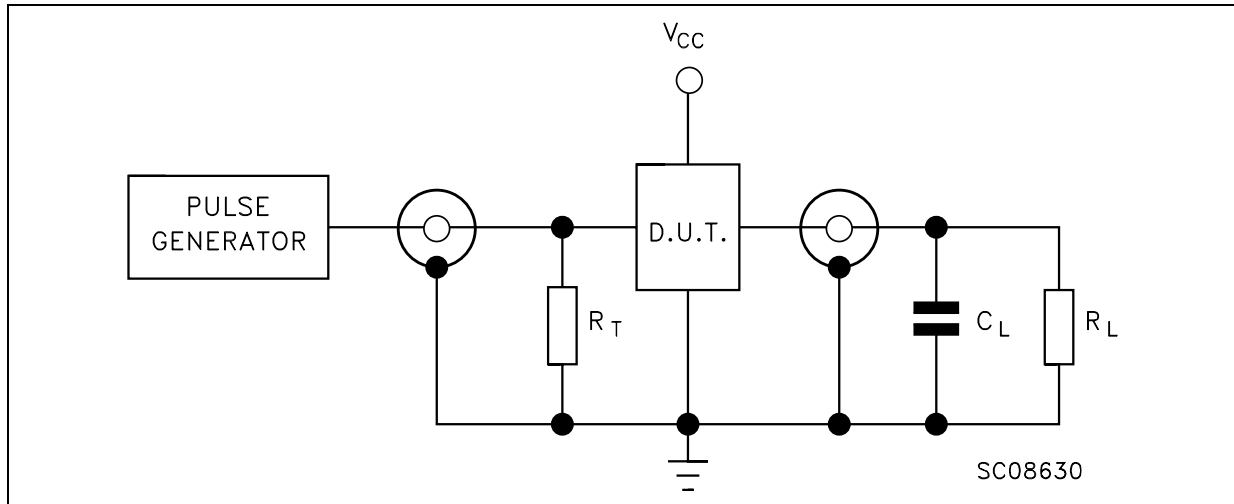 VCC
PULSE
GENERATOR
D.U.T.
RT
CL
RL
SC08630